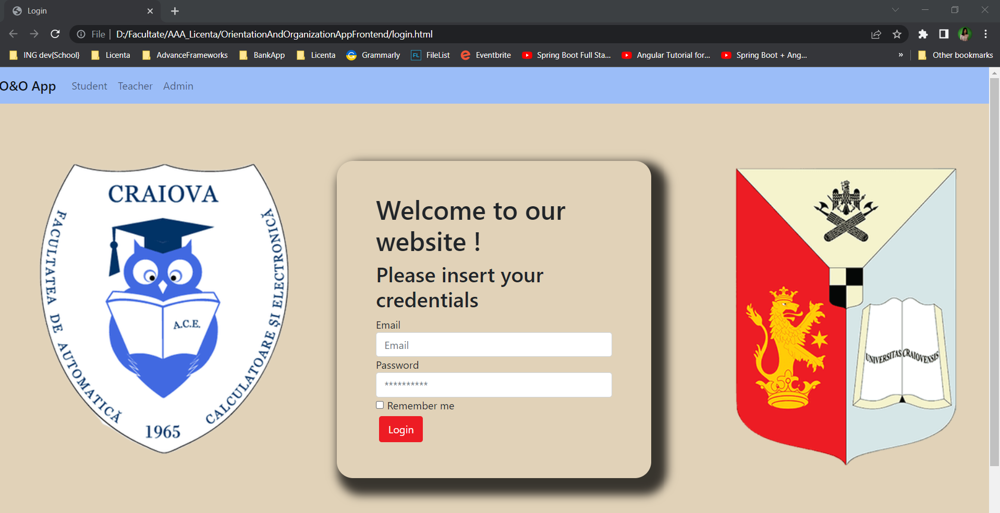 Login
File
D:/Facultate/AAA_Licenta/OrientationAndOrganizationAppFrontend/login.html
ING dev{School} Licenta AdvanceFrameworks BankApp Licenta Grammarly FL FileList Eventbrite Spring Boot Full Sta... Angular Tutorial for... Spring Boot + Ang... » Other bookmarks
O&O App Student Teacher Admin
CRAIOVA
FACULTATEA DE AUTOMATICĂ
CALCULATOARE ȘI ELECTRONICĂ
A.C.E.
1965
Welcome to our
website !
Please insert your
credentials
Email
Email
Password
**********
Remember me
Login
UNIVERSITAS CRAIOVENSIS